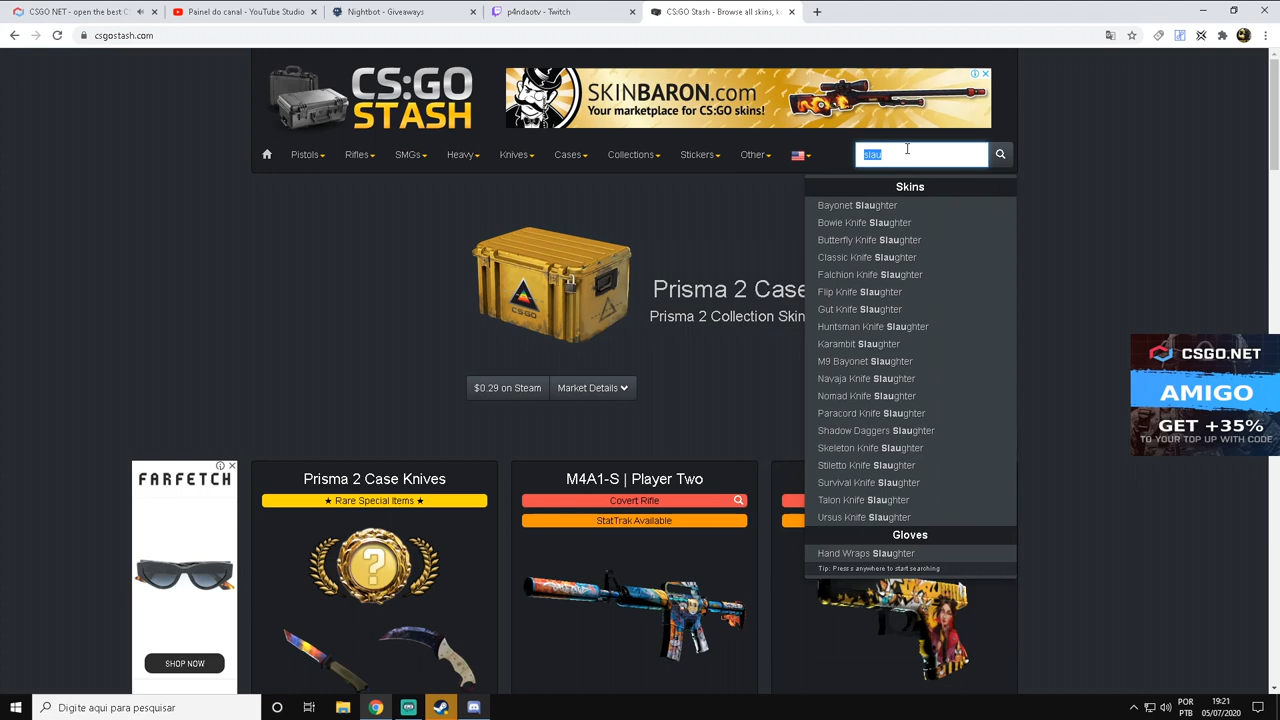 CSGO NET - open the best C
Painel do canal - YouTube Studio
Nightbot - Giveaways
p4ndaotv - Twitch
CS:GO Stash - Browse all skins, k
csgostash.com
CS:GO
STASH
SKINBARON.com
Your marketplace for CS:GO skins!
Pistols
Rifles
SMGs
Heavy
Knives
Cases
Collections
Stickers
Other
slau
Skins
Bayonet Slaughter
Bowie Knife Slaughter
Butterfly Knife Slaughter
Classic Knife Slaughter
Falchion Knife Slaughter
Flip Knife Slaughter
Gut Knife Slaughter
Huntsman Knife Slaughter
Karambit Slaughter
M9 Bayonet Slaughter
Navaja Knife Slaughter
Nomad Knife Slaughter
Paracord Knife Slaughter
Shadow Daggers Slaughter
Skeleton Knife Slaughter
Stiletto Knife Slaughter
Survival Knife Slaughter
Talon Knife Slaughter
Ursus Knife Slaughter
Gloves
Hand Wraps Slaughter
Tip: Press s anywhere to start searching
CS:GO
Prisma 2 Case
Prisma 2 Collection Skin
$0.29 on Steam
Market Details
CSGO.NET
AMIGO
GET +35%
TO YOUR TOP UP WITH CODE
FARFETCH
SHOP NOW
Prisma 2 Case Knives
★ Rare Special Items ★
?
M4A1-S | Player Two
Covert Rifle
StatTrak Available
Digite aqui para pesquisar
POR
PTB
19:21
05/07/2020